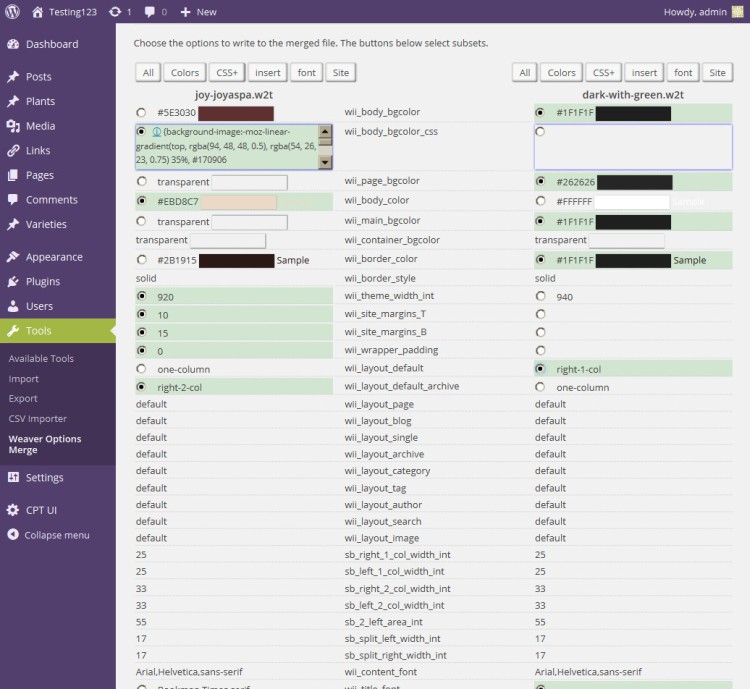 Testing123 1 0 New Howdy, admin
Dashboard
Posts
Plants
Media
Links
Pages
Comments
Varieties
Appearance
Plugins
Users
Tools
Available Tools
Import
Export
CSV Importer
Weaver Options
Merge
Settings
CPT UI
Collapse menu
Choose the options to write to the merged file. The buttons below select subsets.
All Colors CSS+ insert font Site All Colors CSS+ insert font Site
joy-joyaspa.w2t dark-with-green.w2t
#5E3030 wii_body_bgcolor #1F1F1F
{background-image:-moz-linear- wii_body_bgcolor_css
gradient(top, rgba(94, 48, 48, 0.5), rgba(54, 26,
23, 0.75) 35%, #170906
transparent wii_page_bgcolor #262626
#EBD8C7 wii_body_color #FFFFFF Sample
transparent wii_main_bgcolor #1F1F1F
transparent wii_container_bgcolor transparent
#2B1915 Sample wii_border_color #1F1F1F Sample
solid wii_border_style solid
920 wii_theme_width_int 940
10 wii_site_margins_T
15 wii_site_margins_B
0 wii_wrapper_padding
one-column wii_layout_default right-1-col
right-2-col wii_layout_default_archive one-column
default wii_layout_page default
default wii_layout_blog default
default wii_layout_single default
default wii_layout_archive default
default wii_layout_category default
default wii_layout_tag default
default wii_layout_author default
default wii_layout_search default
default wii_layout_image default
25 sb_right_1_col_width_int 25
25 sb_left_1_col_width_int 25
33 sb_right_2_col_width_int 33
33 sb_left_2_col_width_int 33
55 sb_2_left_area_int 55
17 sb_split_left_width_int 17
17 sb_split_right_width_int 17
Arial,Helvetica,sans-serif wii_content_font Arial,Helvetica,sans-serif